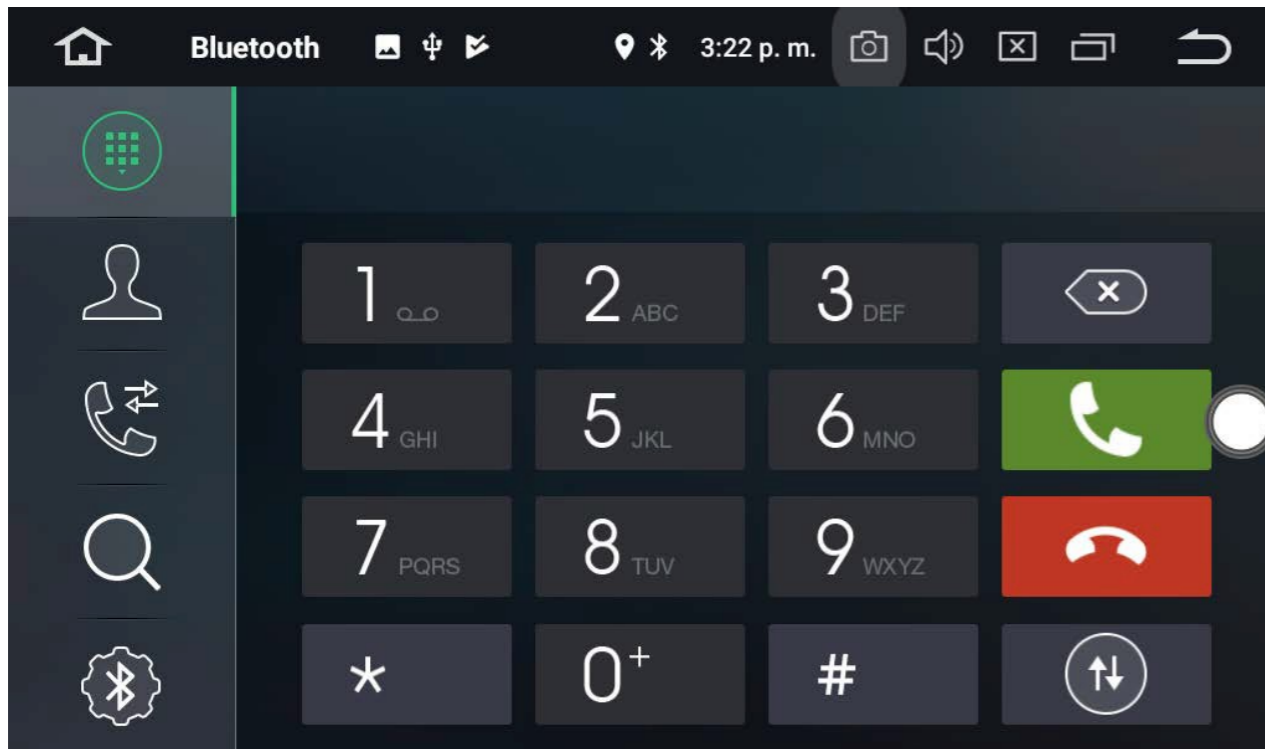 Bluetooth 3:22 p. m.
1 2 ABC 3 DEF
4 GHI 5 JKL 6 MNO
7 PQRS 8 TUV 9 WXYZ
* 0+ #